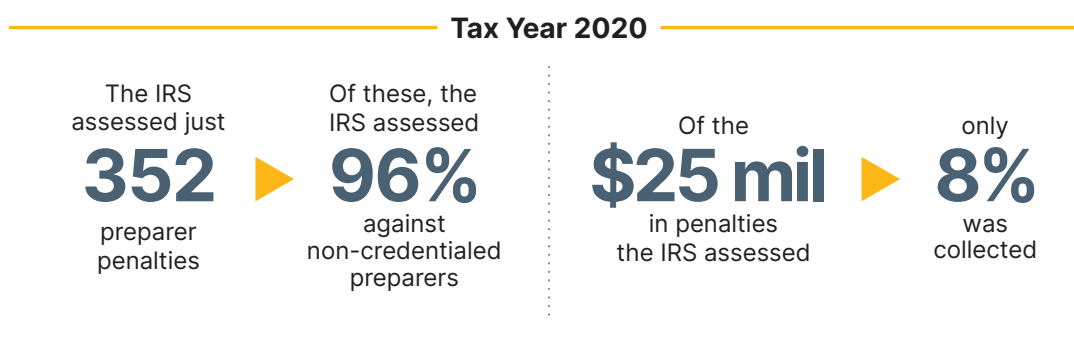 Tax Year 2020
The IRS
assessed just
352
preparer
penalties
Of these, the
IRS assessed
96%
against
non-credentialed
preparers
Of the
$25 mil
in penalties
the IRS assessed
only
8%
was
collected